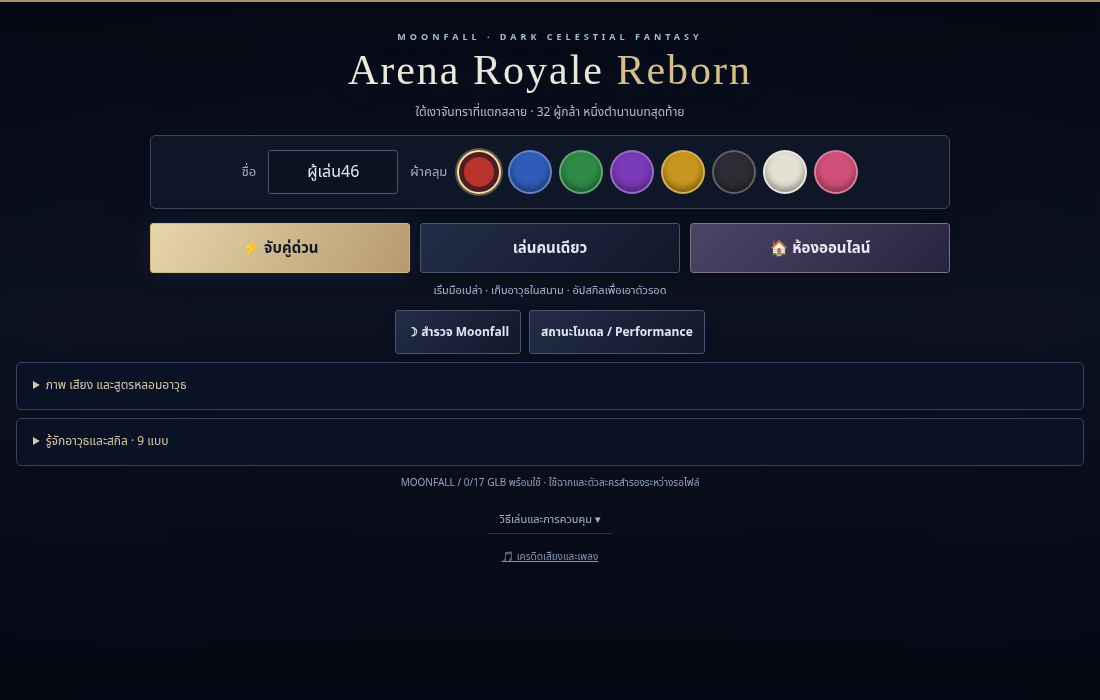 MOONFALL · DARK CELESTIAL FANTASY
Arena Royale Reborn
ใต้เงาจันทราที่แตกสลาย · 32 ผู้กล้า หนึ่งตำนานบทสุดท้าย
ชื่อ ผู้เล่น46 ผ้าคลุม
⚡ จับคู่ด่วน เล่นคนเดียว 🏠 ห้องออนไลน์
เริ่มมือเปล่า · เก็บอาวุธในสนาม · อัปสกิลเพื่อเอาตัวรอด
☽ สำรวจ Moonfall สถานะโมเดล / Performance
▶ ภาพ เสียง และสูตรหลอมอาวุธ
▶ รู้จักอาวุธและสกิล · 9 แบบ
MOONFALL / 0/17 GLB พร้อมใช้ · ใช้ฉากและตัวละครสำรองระหว่างรอไฟล์
วิธีเล่นและการควบคุม ▾
🎵 เครดิตเสียงและเพลง